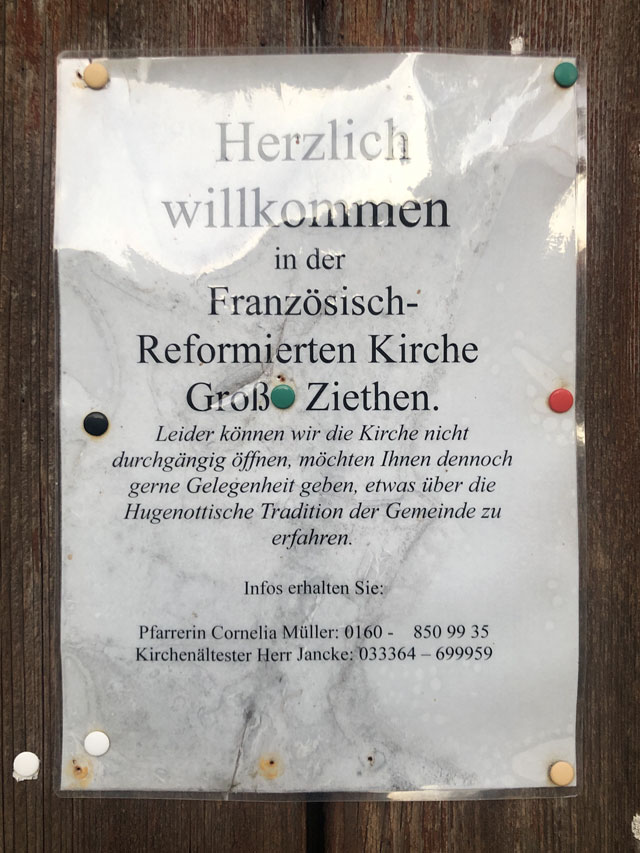 Herzlich
willkommen
in der
Französisch-
Reformierten Kirche
Groß Ziethen.
Leider können wir die Kirche nicht
durchgängig öffnen, möchten Ihnen dennoch
gerne Gelegenheit geben, etwas über die
Hugenottische Tradition der Gemeinde zu
erfahren.
Infos erhalten Sie:
Pfarrerin Cornelia Müller: 0160 - 850 99 35
Kirchenältester Herr Jancke: 033364 – 699959